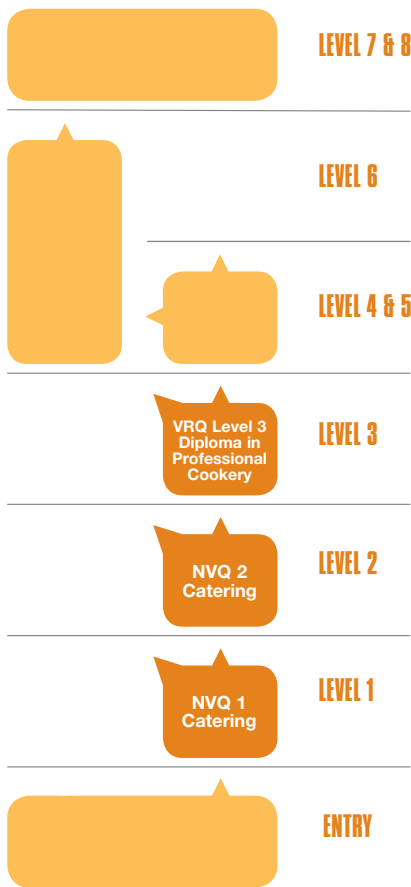 LEVEL 7 & 8
LEVEL 6
LEVEL 4 & 5
VRQ Level 3
Diploma in
Professional
Cookery
LEVEL 3
NVQ 2
Catering
LEVEL 2
NVQ 1
Catering
LEVEL 1
ENTRY